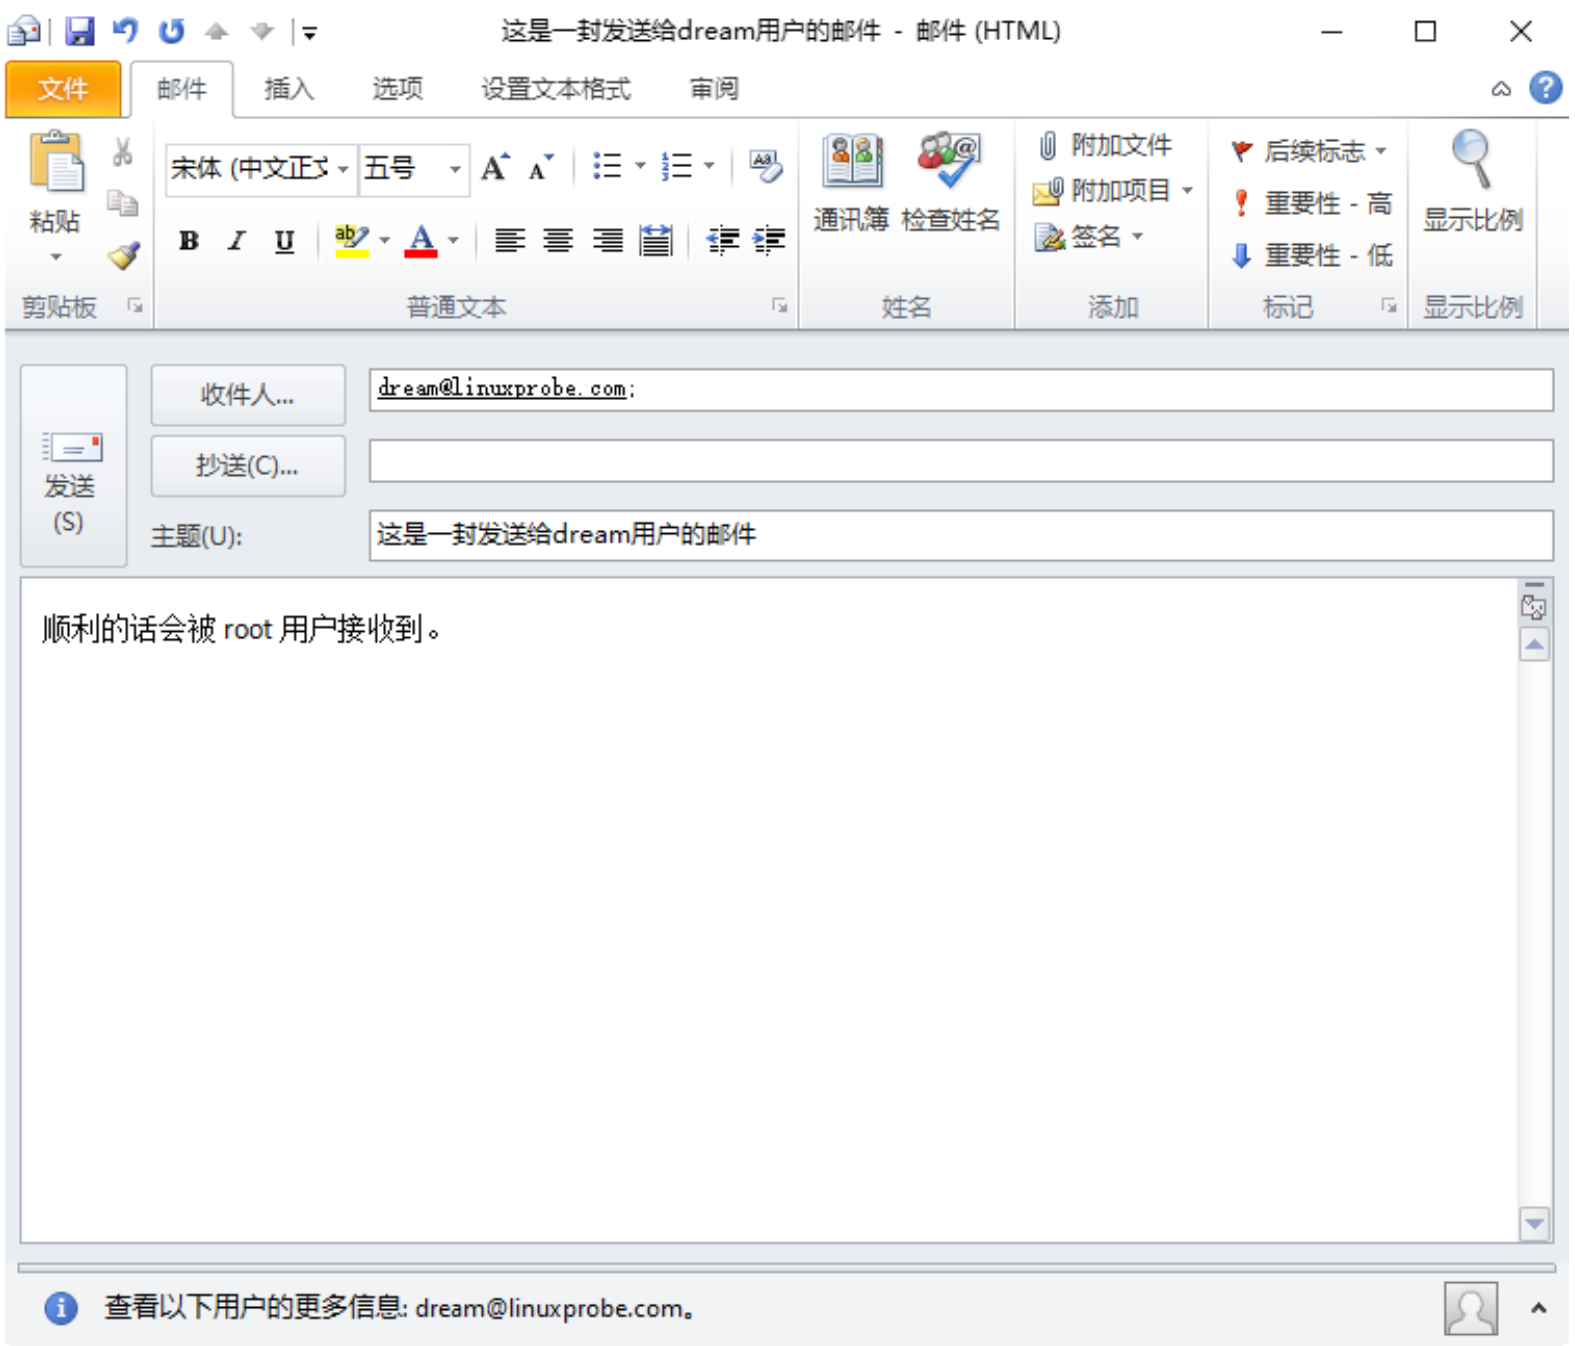 这是一封发送给dream用户的邮件 - 邮件 (HTML)
文件 邮件 插入 选项 设置文本格式 审阅
粘贴
剪贴板
宋体 (中文正文 五号
B I U
普通文本
通讯簿 检查姓名
姓名
附加文件
附加项目
签名
添加
后续标志
重要性 - 高
重要性 - 低
标记
显示比例
显示比例
发送
(S)
收件人... dream@linuxprobe.com;
抄送(C)...
主题(U): 这是一封发送给dream用户的邮件
顺利的话会被 root 用户接收到。
查看以下用户的更多信息: dream@linuxprobe.com。